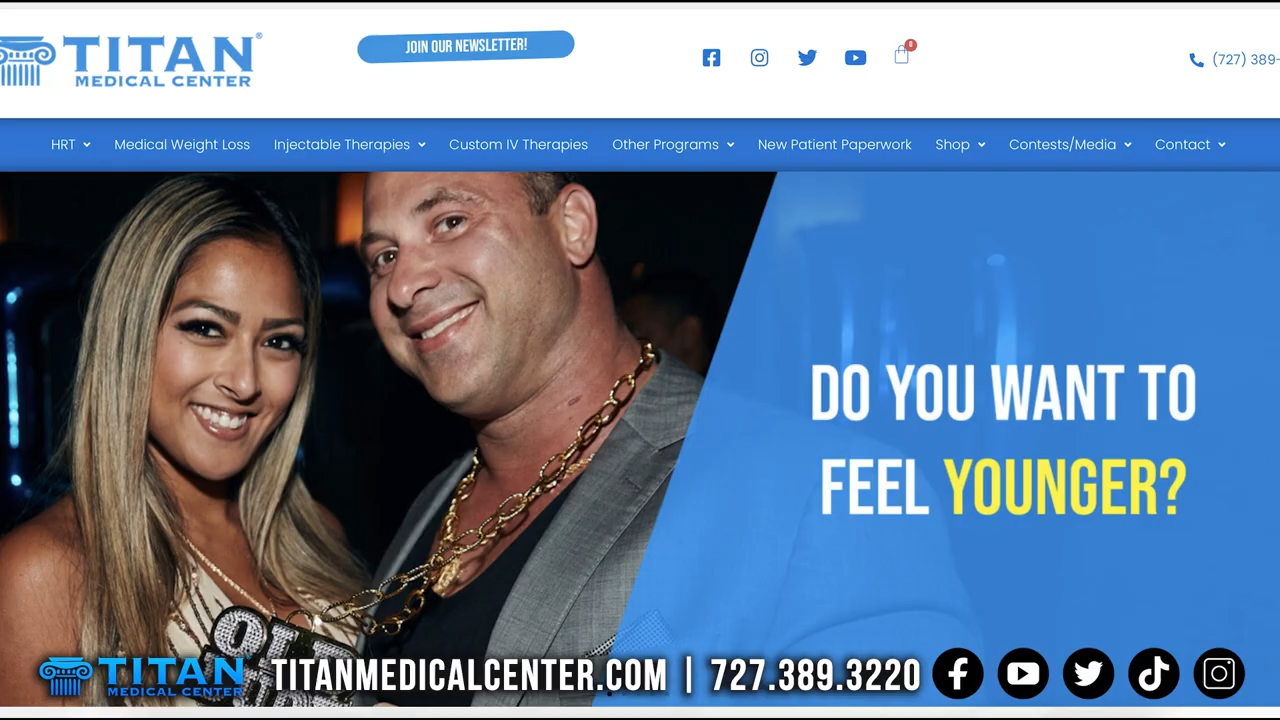 TITAN®
MEDICAL CENTER
JOIN OUR NEWSLETTER!
(727) 389-
HRT Medical Weight Loss Injectable Therapies Custom IV Therapies Other Programs New Patient Paperwork Shop Contests/Media Contact
DO YOU WANT TO
FEEL YOUNGER?
TITAN
MEDICAL CENTER
TITANMEDICALCENTER.COM | 727.389.3220